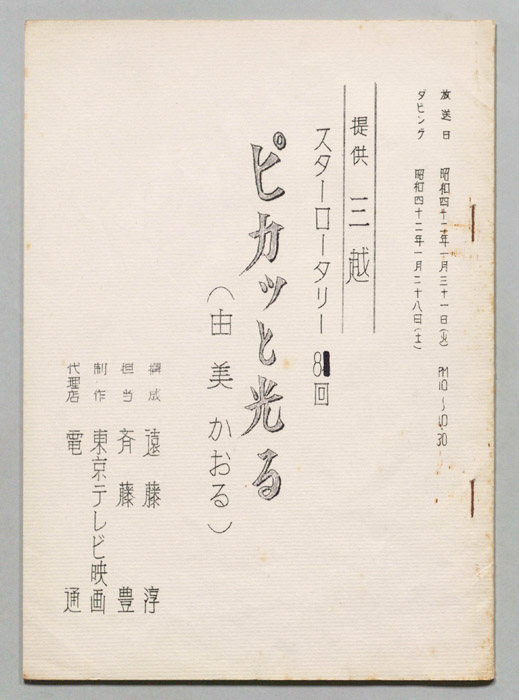 放送日　昭和四十二年一月三十一日(火)　PM10～10.30
ダビング　昭和四十二年一月二十八日(土)
提供　三越
スターロータリー 81回
ピカッと光る
(由美かおる)
構成　遠藤　淳
担当　斉藤　豊
制作　東京テレビ映画
代理店　電　通